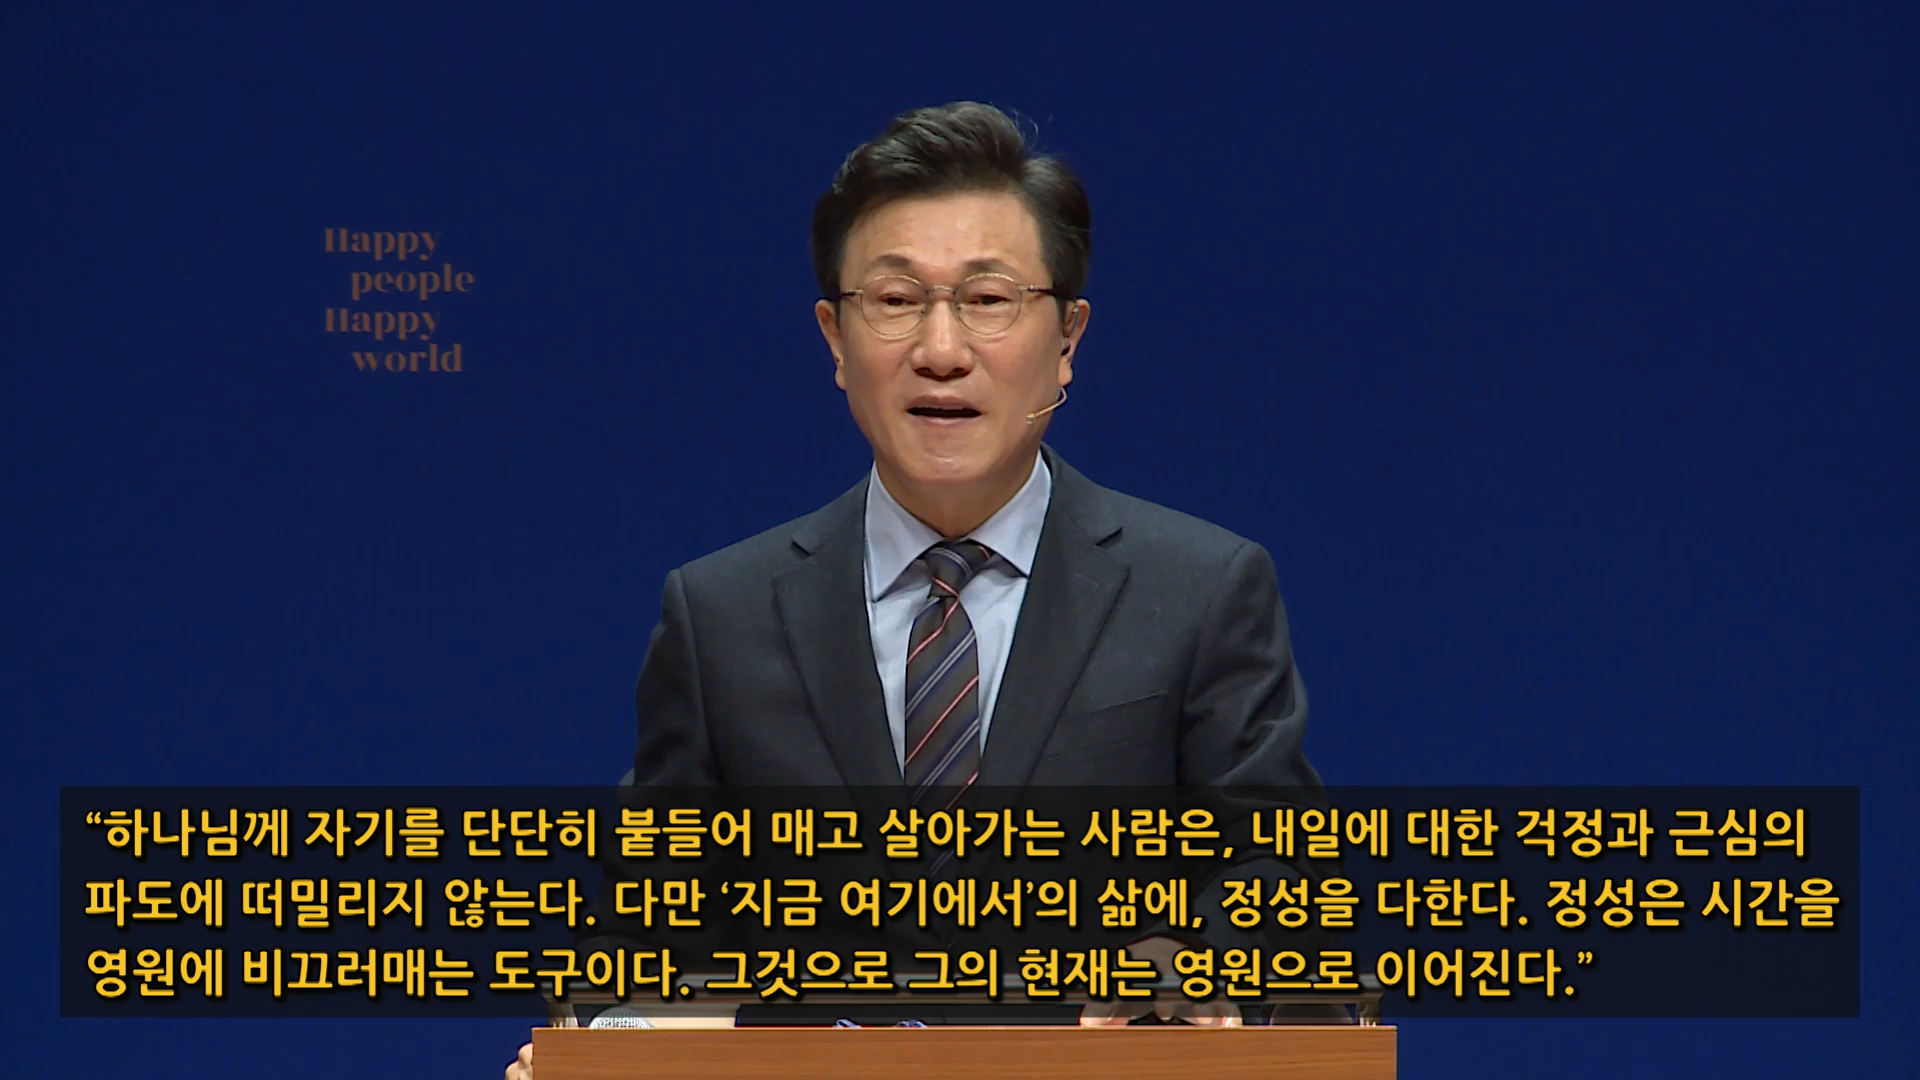 Happy
people
Happy
world
“하나님께 자기를 단단히 붙들어 매고 살아가는 사람은, 내일에 대한 걱정과 근심의
파도에 떠밀리지 않는다. 다만 ‘지금 여기에서’의 삶에, 정성을 다한다. 정성은 시간을
영원에 비끄러매는 도구이다. 그것으로 그의 현재는 영원으로 이어진다.”